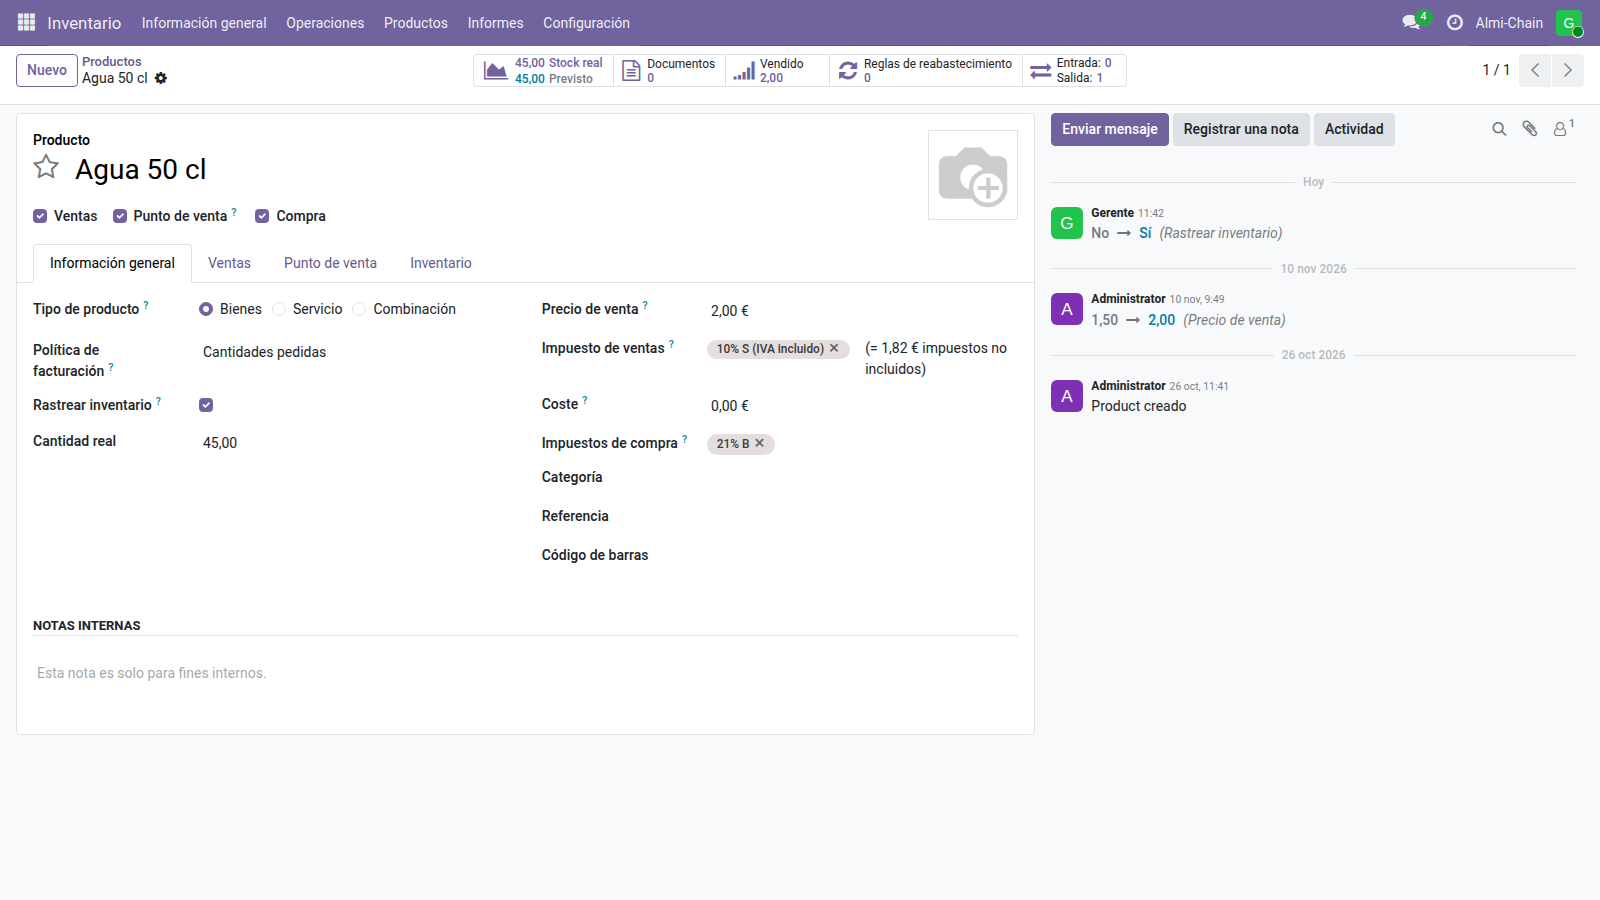 Inventario Información general Operaciones Productos Informes Configuración 4 Almi-Chain G
Nuevo
Productos
Agua 50 cl
45,00 Stock real
45,00 Previsto
Documentos
0
Vendido
2,00
Reglas de reabastecimiento
0
Entrada: 0
Salida: 1
1 / 1
Producto
Agua 50 cl
Ventas Punto de venta ? Compra
Información general Ventas Punto de venta Inventario
Tipo de producto ? Bienes Servicio Combinación
Política de
facturación ?
Cantidades pedidas
Rastrear inventario ?
Cantidad real 45,00
Precio de venta ? 2,00 €
Impuesto de ventas ? 10% S (IVA incluido) ✕ (= 1,82 € impuestos no
incluidos)
Coste ? 0,00 €
Impuestos de compra ? 21% B ✕
Categoría
Referencia
Código de barras
NOTAS INTERNAS
Esta nota es solo para fines internos.
Enviar mensaje Registrar una nota Actividad 1
Hoy
G
Gerente 11:42
No → Sí (Rastrear inventario)
10 nov 2026
A
Administrator 10 nov, 9:49
1,50 → 2,00 (Precio de venta)
26 oct 2026
A
Administrator 26 oct, 11:41
Product creado